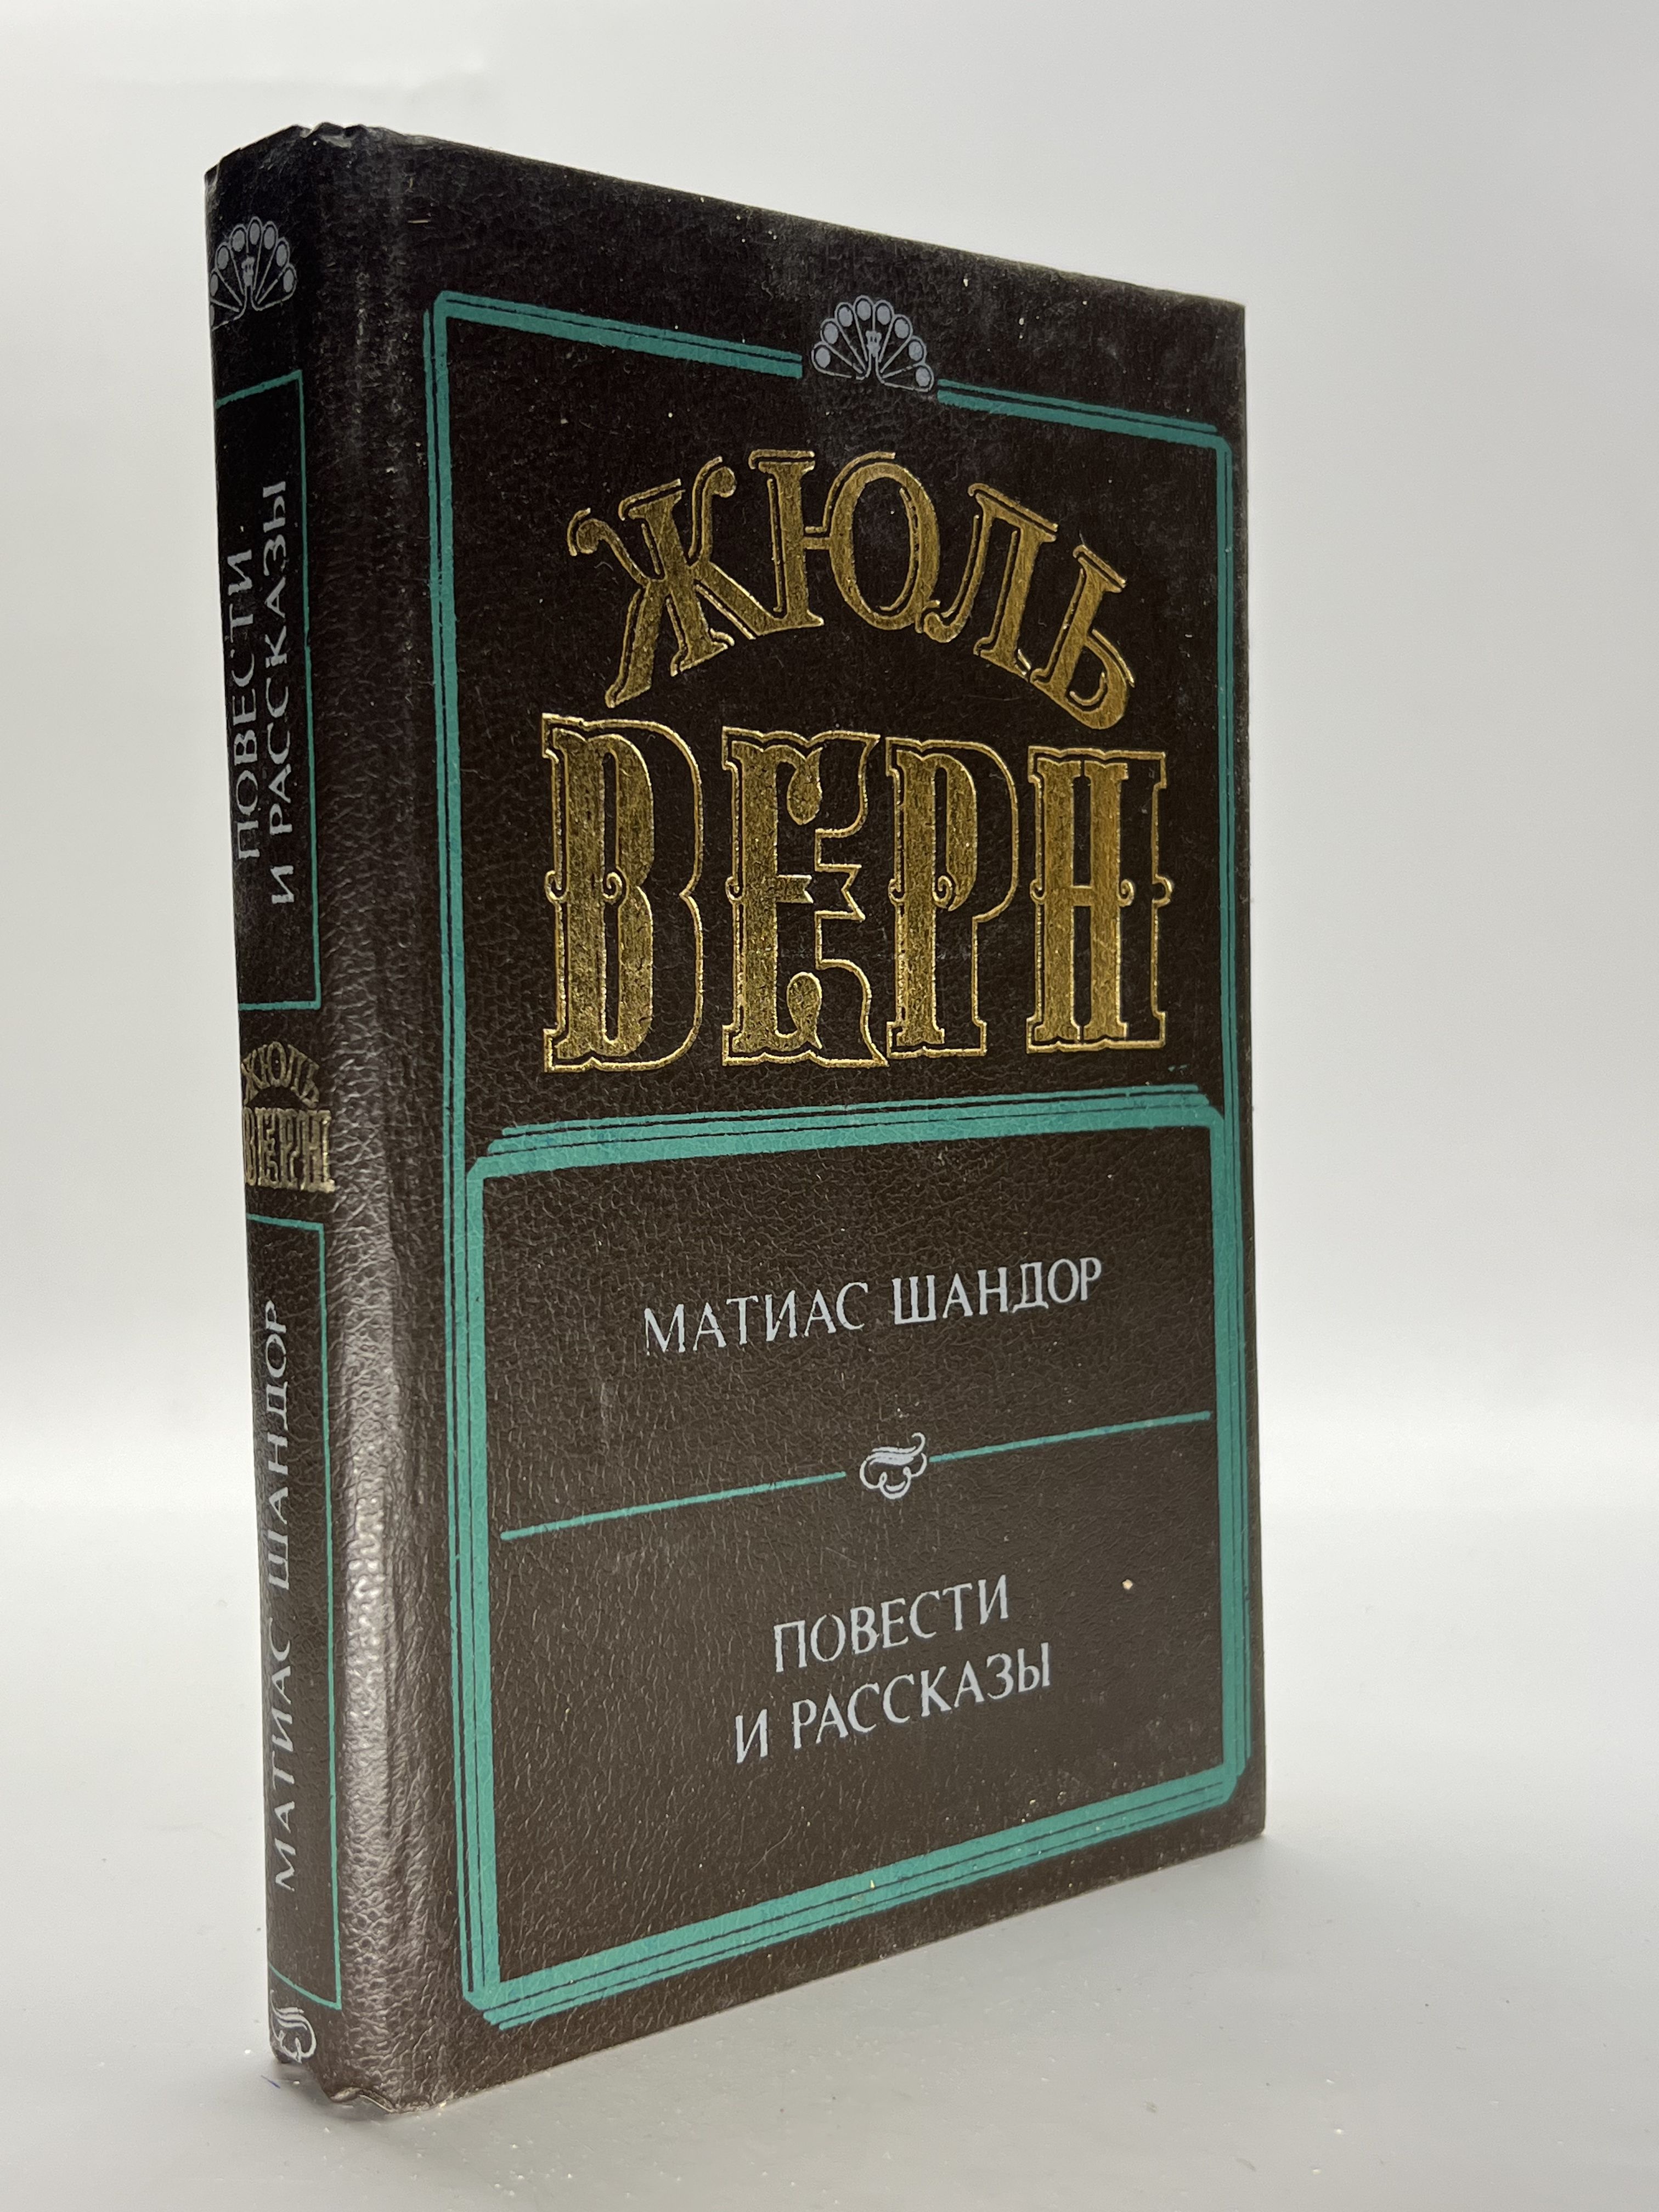 ЖЮЛЬ
ВЕРН
МАТИАС ШАНДОР
ПОВЕСТИ
И РАССКАЗЫ
МАТИАС ШАНДОР
ЖЮЛЬ
ВЕРН
ПОВЕСТИ
И РАССКАЗЫ